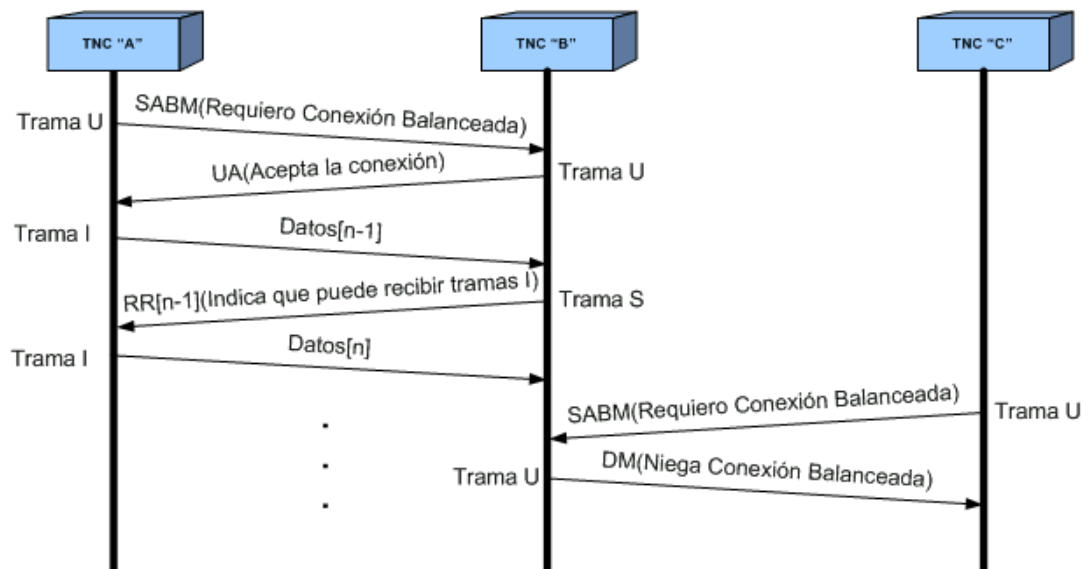 TNC “A”
TNC “B”
TNC “C”
SABM(Requiero Conexión Balanceada)
Trama U
UA(Acepta la conexión)
Trama U
Datos[n-1]
Trama I
RR[n-1](Indica que puede recibir tramas I)
Trama S
Datos[n]
Trama I
SABM(Requiero Conexión Balanceada)
Trama U
DM(Niega Conexión Balanceada)
Trama U